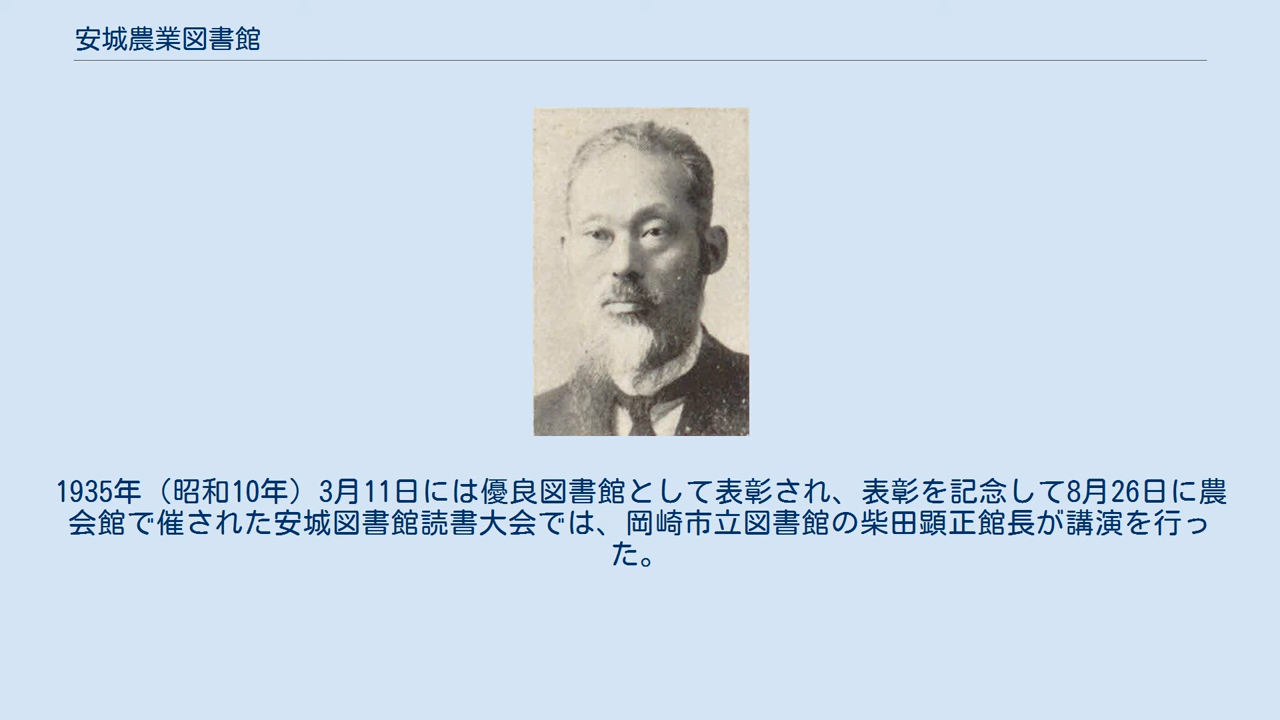 安城農業図書館
1935年（昭和10年）3月11日には優良図書館として表彰され、表彰を記念して8月26日に農
会館で催された安城図書館読書大会では、岡崎市立図書館の柴田顕正館長が講演を行っ
た。